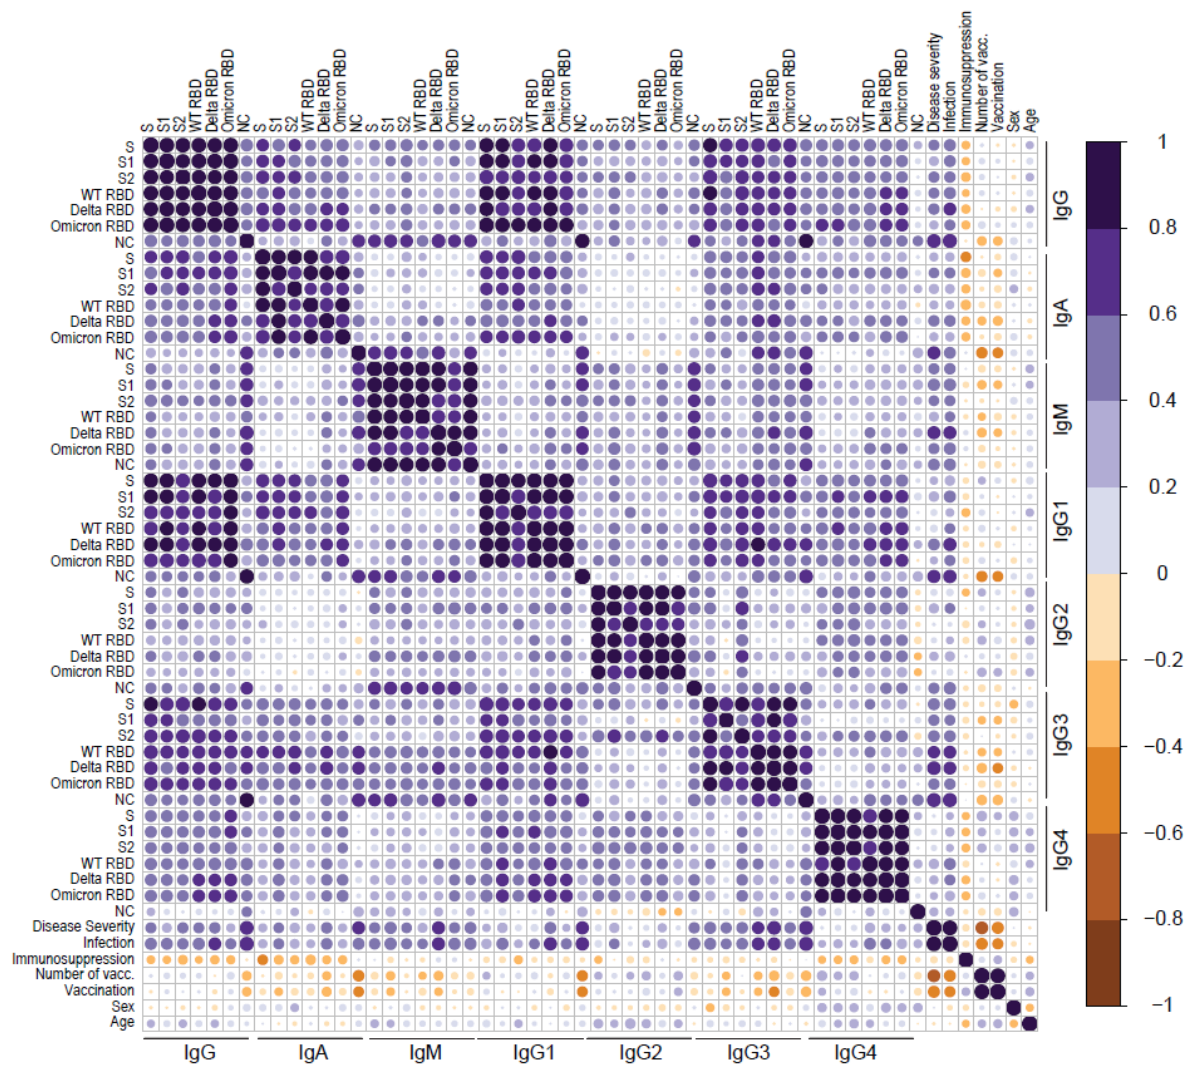 S
S1
S2
WT RBD
Delta RBD
Omicron RBD
NC
S
S1
S2
WT RBD
Delta RBD
Omicron RBD
NC
S
S1
S2
WT RBD
Delta RBD
Omicron RBD
NC
S
S1
S2
WT RBD
Delta RBD
Omicron RBD
NC
S
S1
S2
WT RBD
Delta RBD
Omicron RBD
NC
S
S1
S2
WT RBD
Delta RBD
Omicron RBD
NC
S
S1
S2
WT RBD
Delta RBD
Omicron RBD
NC
Disease severity
Infection
Immunosuppression
Number of vacc.
Vaccination
Sex
Age
S
S1
S2
WT RBD
Delta RBD
Omicron RBD
NC
S
S1
S2
WT RBD
Delta RBD
Omicron RBD
NC
S
S1
S2
WT RBD
Delta RBD
Omicron RBD
NC
S
S1
S2
WT RBD
Delta RBD
Omicron RBD
NC
S
S1
S2
WT RBD
Delta RBD
Omicron RBD
NC
S
S1
S2
WT RBD
Delta RBD
Omicron RBD
NC
S
S1
S2
WT RBD
Delta RBD
Omicron RBD
NC
Disease Severity
Infection
Immunosuppression
Number of vacc.
Vaccination
Sex
Age
IgG
IgA
IgM
IgG1
IgG2
IgG3
IgG4
1
0.8
0.6
0.4
0.2
0
−0.2
−0.4
−0.6
−0.8
−1
IgG
IgA
IgM
IgG1
IgG2
IgG3
IgG4